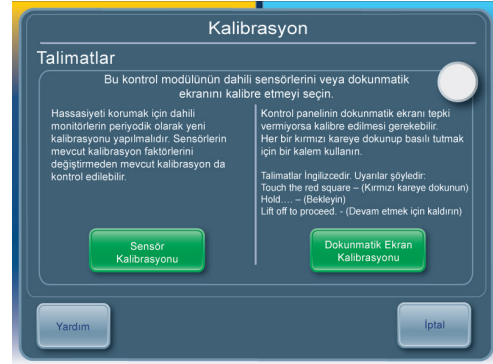 Kalibrasyon
Talimatlar
Bu kontrol modülünün dahili sensörlerini veya dokunmatik
ekranını kalibre etmeyi seçin.
Hassasiyeti korumak için dahili
monitörlerin periyodik olarak yeni
kalibrasyonu yapılmalıdır. Sensörlerin
mevcut kalibrasyon faktörlerini
değiştirmeden mevcut kalibrasyon da
kontrol edilebilir.
Kontrol panelinin dokunmatik ekranı tepki
vermiyorsa kalibre edilmesi gerekebilir.
Her bir kırmızı kareye dokunup basılı tutmak
için bir kalem kullanın.
Talimatlar İngilizcedir. Uyarılar şöyledir:
Touch the red square – (Kırmızı kareye dokunun)
Hold.... – (Bekleyin)
Lift off to proceed. - (Devam etmek için kaldırın)
Sensör
Kalibrasyonu
Dokunmatik Ekran
Kalibrasyonu
Yardım
İptal